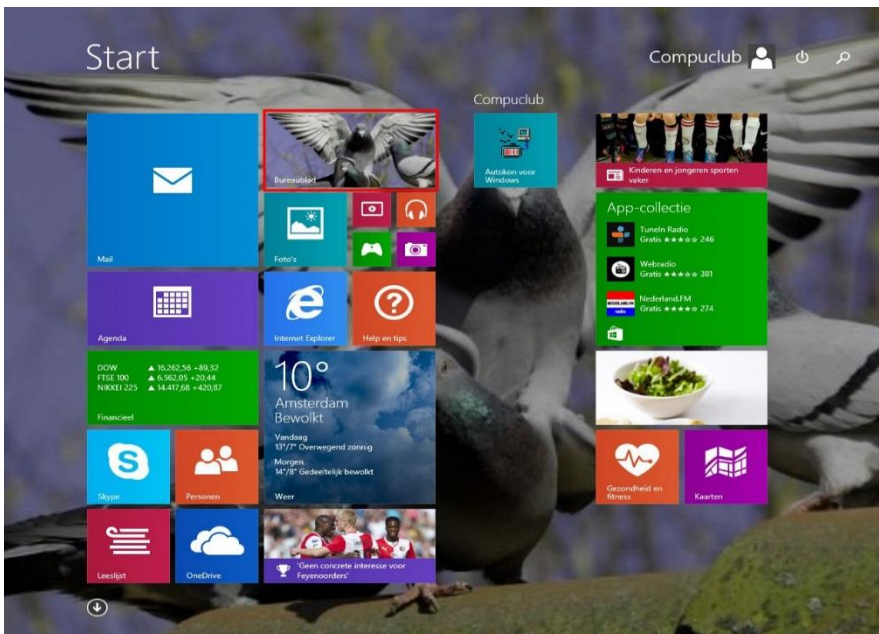 Start
Compuclub
Compuclub
Mail
Bureaublad
Foto's
Agenda
Internet Explorer
Help en tips
DOW ▲ 16.262,56 +89,32
FTSE 100 ▲ 6.562,05 +20,44
NIKKEI 225 ▲ 14.417,68 +420,87
Financieel
10°
Amsterdam
Bewolkt
Vandaag
13°/7° Overwegend zonnig
Morgen
14°/8° Gedeeltelijk bewolkt
Weer
Skype
Personen
Leeslijst
OneDrive
'Geen concrete interesse voor
Feyenoorders'
Autokon voor
Windows
Kinderen en jongeren sporten
vaker
App-collectie
TuneIn Radio
Gratis ★★★☆☆ 246
Webradio
Gratis ★★★★☆ 381
Nederland.FM
Gratis ★★★★☆ 274
NEDERLAND.FM
radio
Gezondheid en
fitness
Kaarten